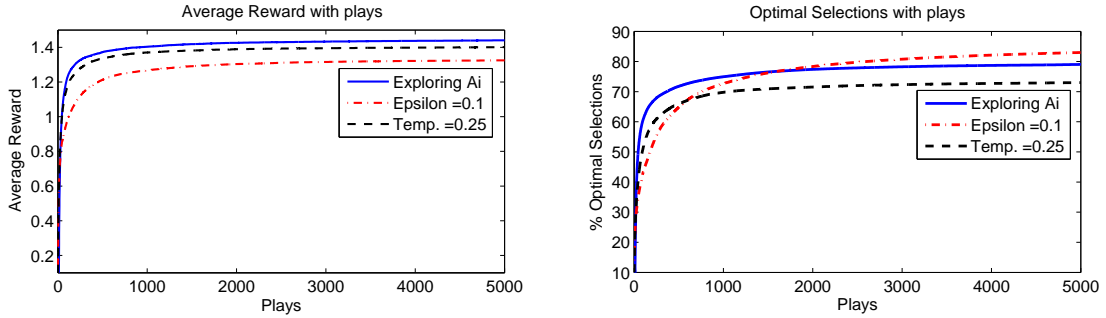 Average Reward with plays
Average Reward
1.4
1.2
1
0.8
0.6
0.4
0.2
0
1000
2000
3000
4000
5000
Plays
Exploring Ai
Epsilon =0.1
Temp. =0.25
Optimal Selections with plays
% Optimal Selections
90
80
70
60
50
40
30
20
10
0
1000
2000
3000
4000
5000
Plays
Exploring Ai
Epsilon =0.1
Temp. =0.25